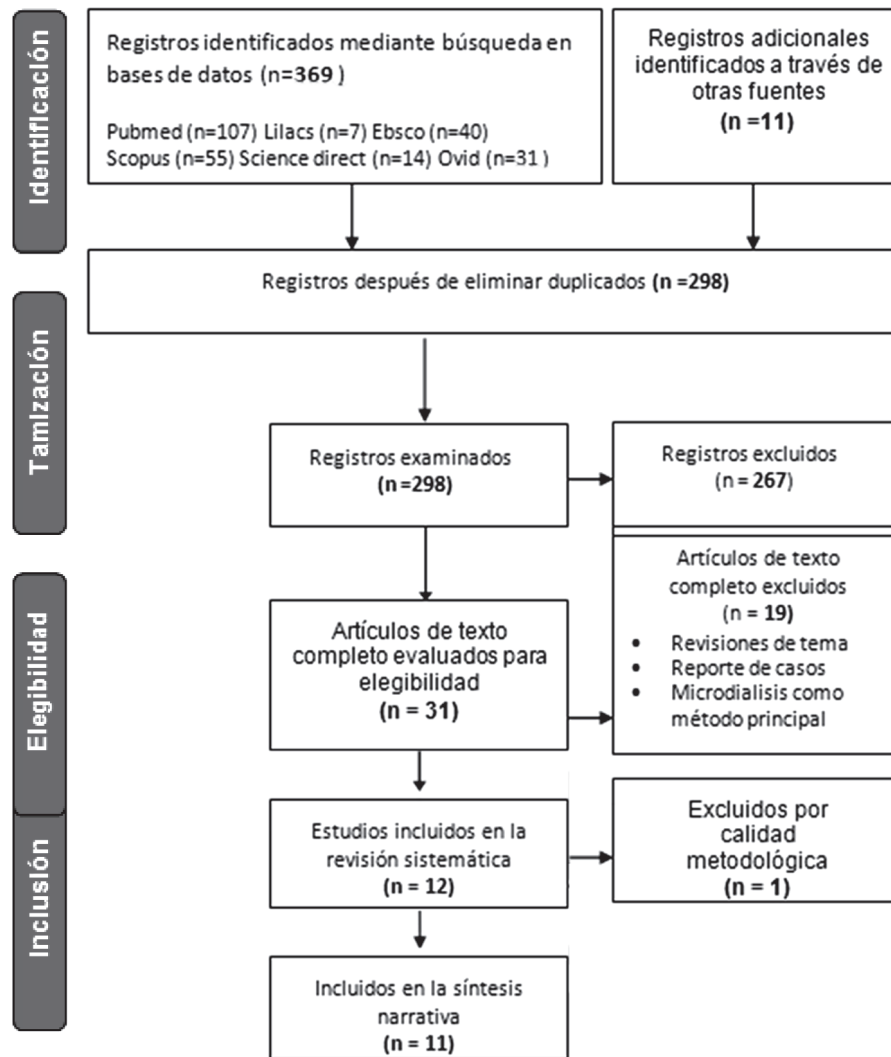 Identificación
Registros identificados mediante búsqueda en
bases de datos (n=369 )
Pubmed (n=107) Lilacs (n=7) Ebsco (n=40)
Scopus (n=55) Science direct (n=14) Ovid (n=31 )
Registros adicionales
identificados a través de
otras fuentes
(n =11)
Registros después de eliminar duplicados (n =298)
Tamización
Registros examinados
(n =298)
Registros excluidos
(n = 267)
Elegibilidad
Artículos de texto
completo evaluados para
elegibilidad
(n = 31)
Artículos de texto
completo excluidos
(n = 19)
• Revisiones de tema
• Reporte de casos
• Microdialisis como
método principal
Inclusión
Estudios incluidos en la
revisión sistemática
(n = 12)
Excluidos por
calidad
metodológica
(n = 1)
Incluidos en la síntesis
narrativa
(n = 11)